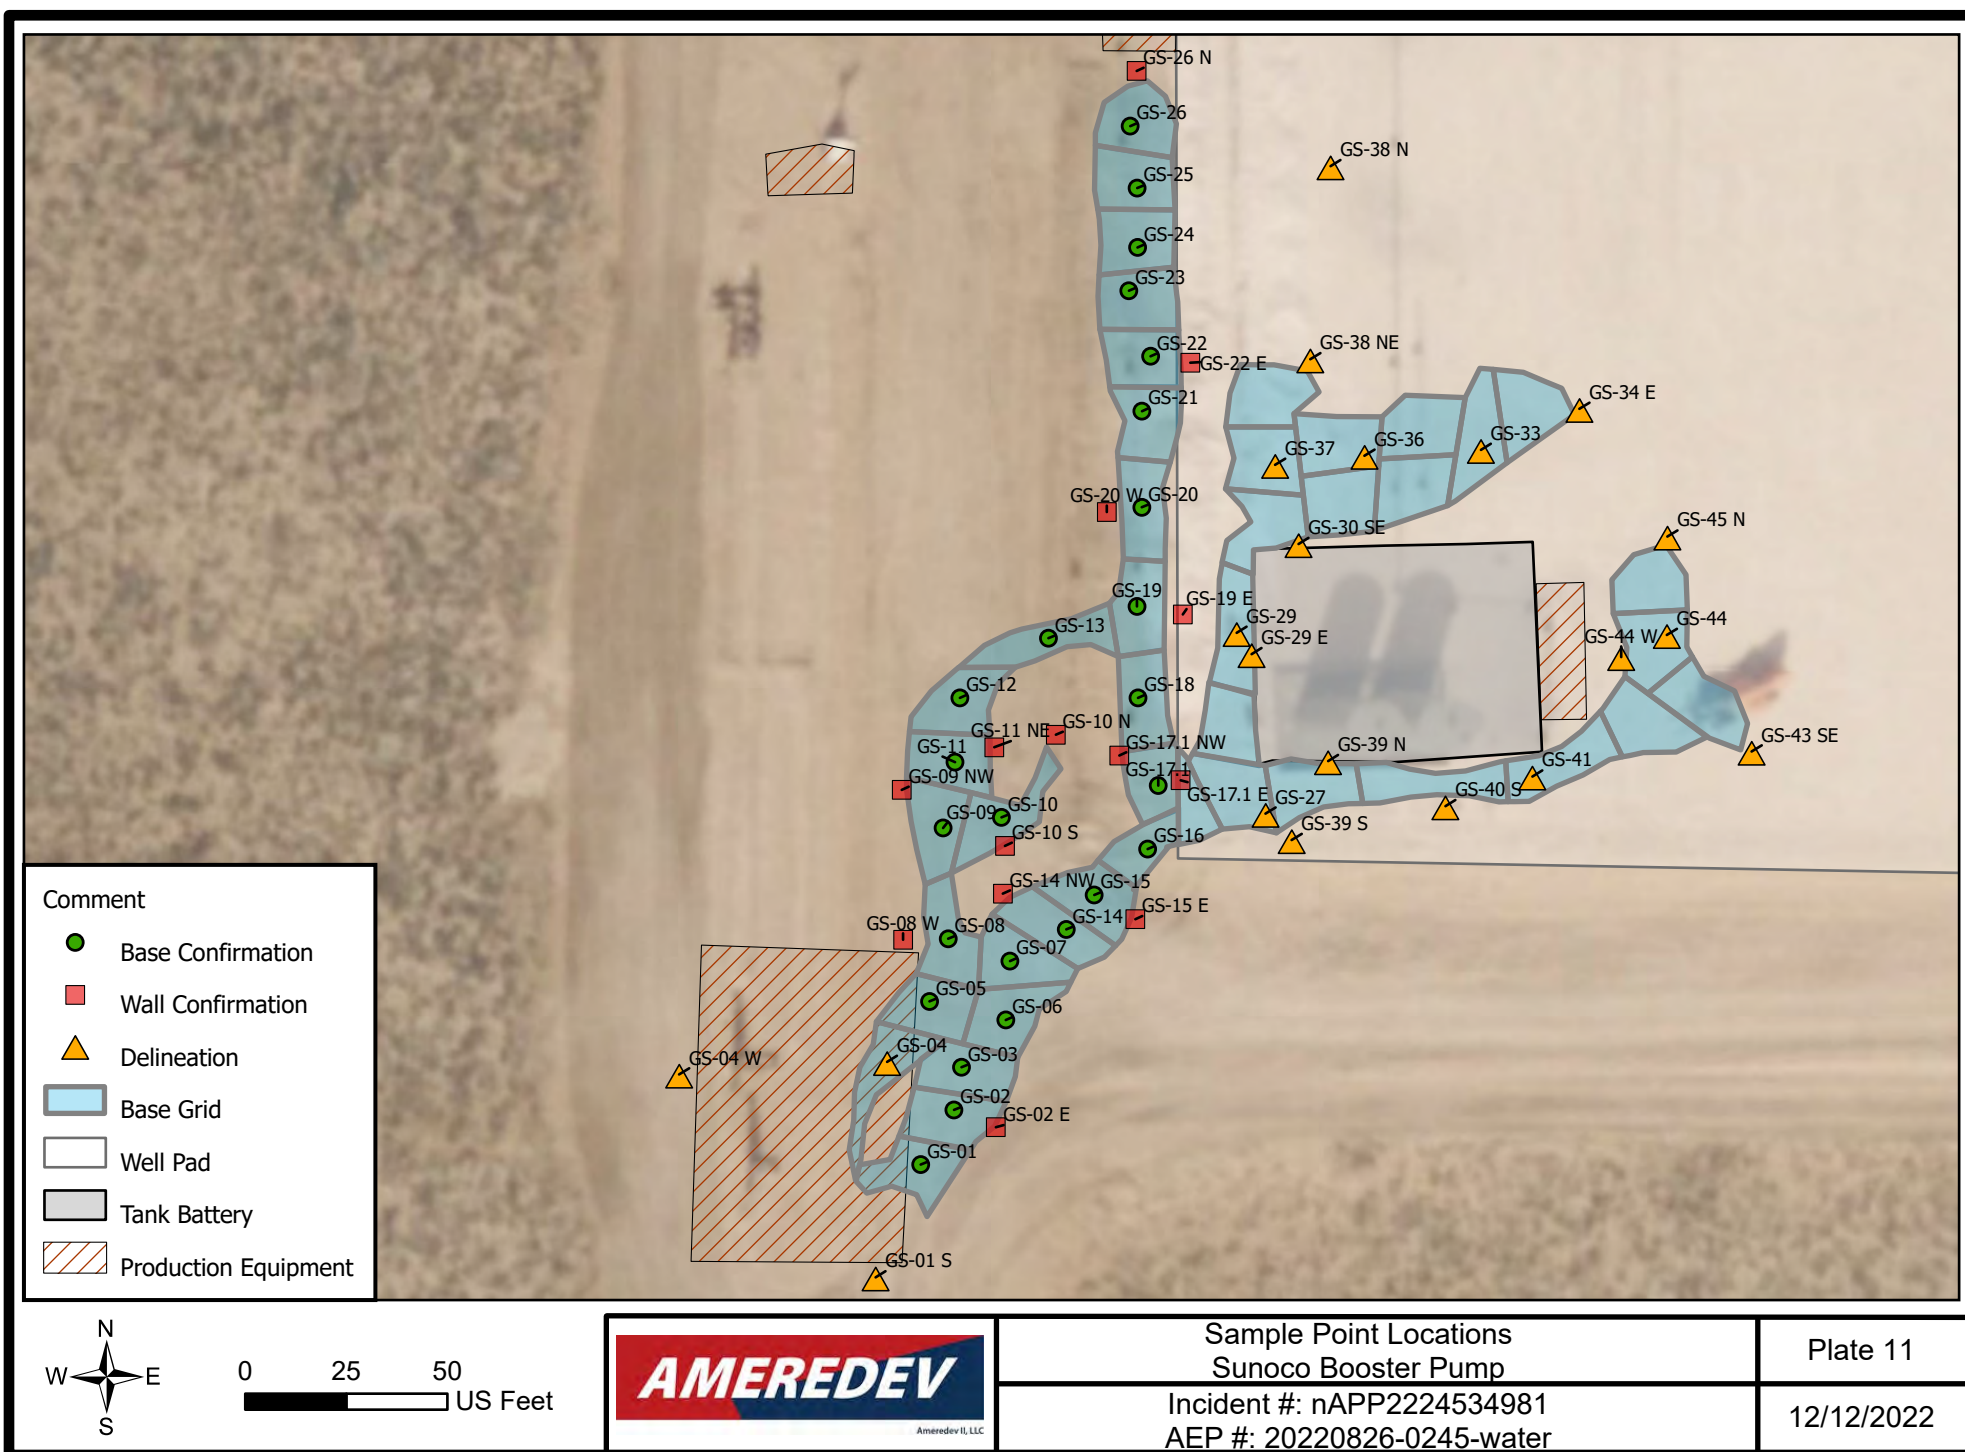 GS-26 N
GS-26
GS-38 N
GS-25
GS-24
GS-23
GS-38 NE
GS-22
GS-22 E
GS-34 E
GS-21
GS-33
GS-36
GS-37
GS-20 W
GS-20
GS-45 N
GS-30 SE
GS-19
GS-19 E
GS-29
GS-13
GS-44
GS-44 W
GS-29 E
GS-12
GS-18
GS-10 N
GS-11 NE
GS-43 SE
GS-39 N
GS-17.1 NW
GS-11
GS-41
GS-17.1
GS-09 NW
GS-17.1 E
GS-27
GS-40 S
GS-09
GS-10
GS-39 S
GS-10 S
GS-16
GS-14 NW
GS-15
GS-15 E
GS-14
GS-08 W
GS-08
GS-07
GS-05
GS-06
GS-04 W
GS-04
GS-03
GS-02
GS-02 E
GS-01
GS-01 S
Comment
Base Confirmation
Wall Confirmation
Delineation
Base Grid
Well Pad
Tank Battery
Production Equipment
N
W E
S
0 25 50
US Feet
AMEREDEV
Ameredev II, LLC
Sample Point Locations
Sunoco Booster Pump
Incident #: nAPP2224534981
AEP #: 20220826-0245-water
Plate 11
12/12/2022